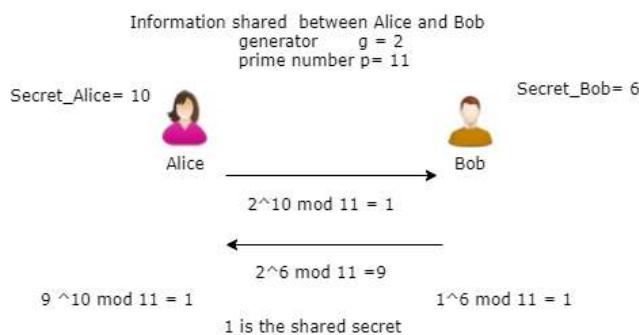 Information shared between Alice and Bob
generator g = 2
prime number p= 11
Secret_Alice= 10
Secret_Bob= 6
Alice
Bob
2^10 mod 11 = 1
2^6 mod 11 =9
9 ^10 mod 11 = 1
1^6 mod 11 = 1
1 is the shared secret